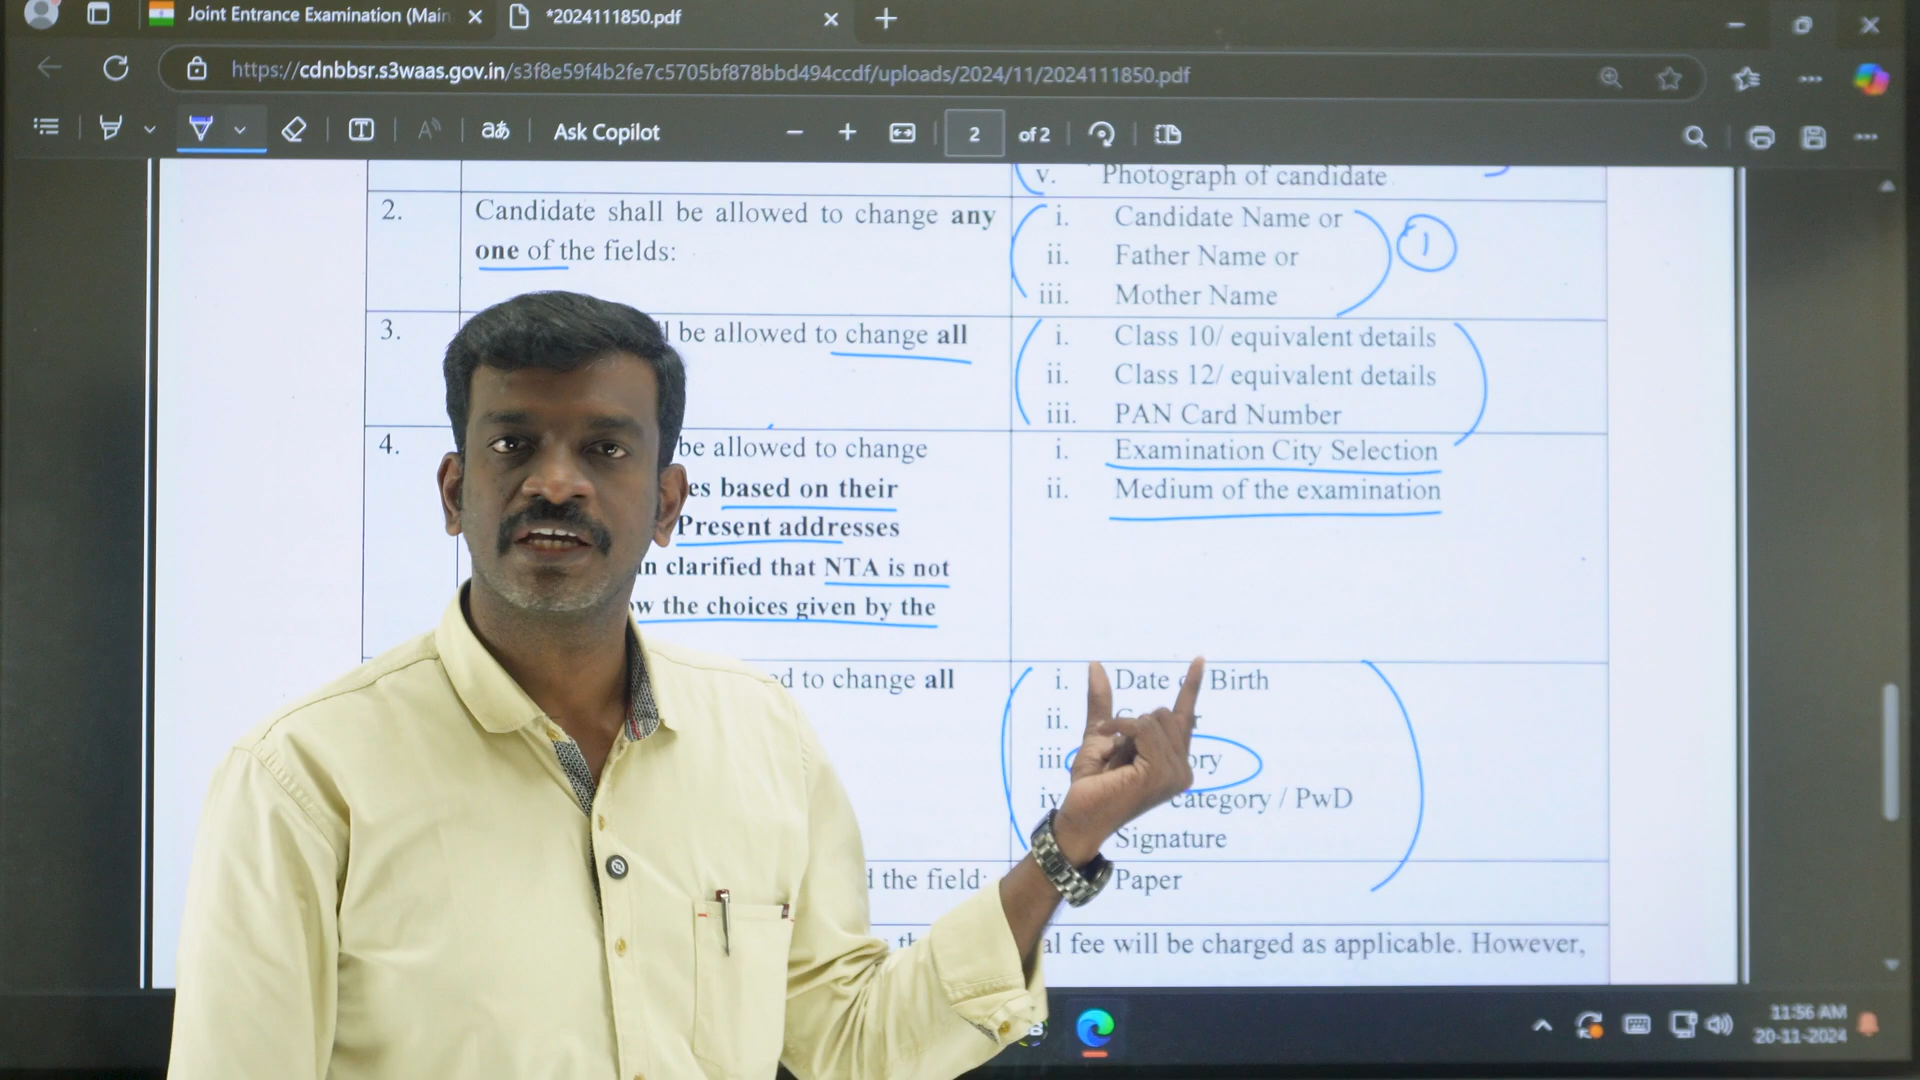 Joint Entrance Examination (Main
*2024111850.pdf
https://cdnbbsr.s3waas.gov.in/s3f8e59f4b2fe7c5705bf878bbd494ccdf/uploads/2024/11/2024111850.pdf
aあ
Ask Copilot
2
of 2
v. Photograph of candidate
2. Candidate shall be allowed to change any
one of the fields:
i. Candidate Name or
ii. Father Name or
iii. Mother Name
1
3. be allowed to change all
i. Class 10/ equivalent details
ii. Class 12/ equivalent details
iii. PAN Card Number
4. be allowed to change
based on their
Present addresses
clarified that NTA is not
the choices given by the
i. Examination City Selection
ii. Medium of the examination
to change all
i. Date Birth
ii.
iii
iv category / PwD
Signature
the field:
Paper
fee will be charged as applicable. However,
11:56 AM
20-11-2024